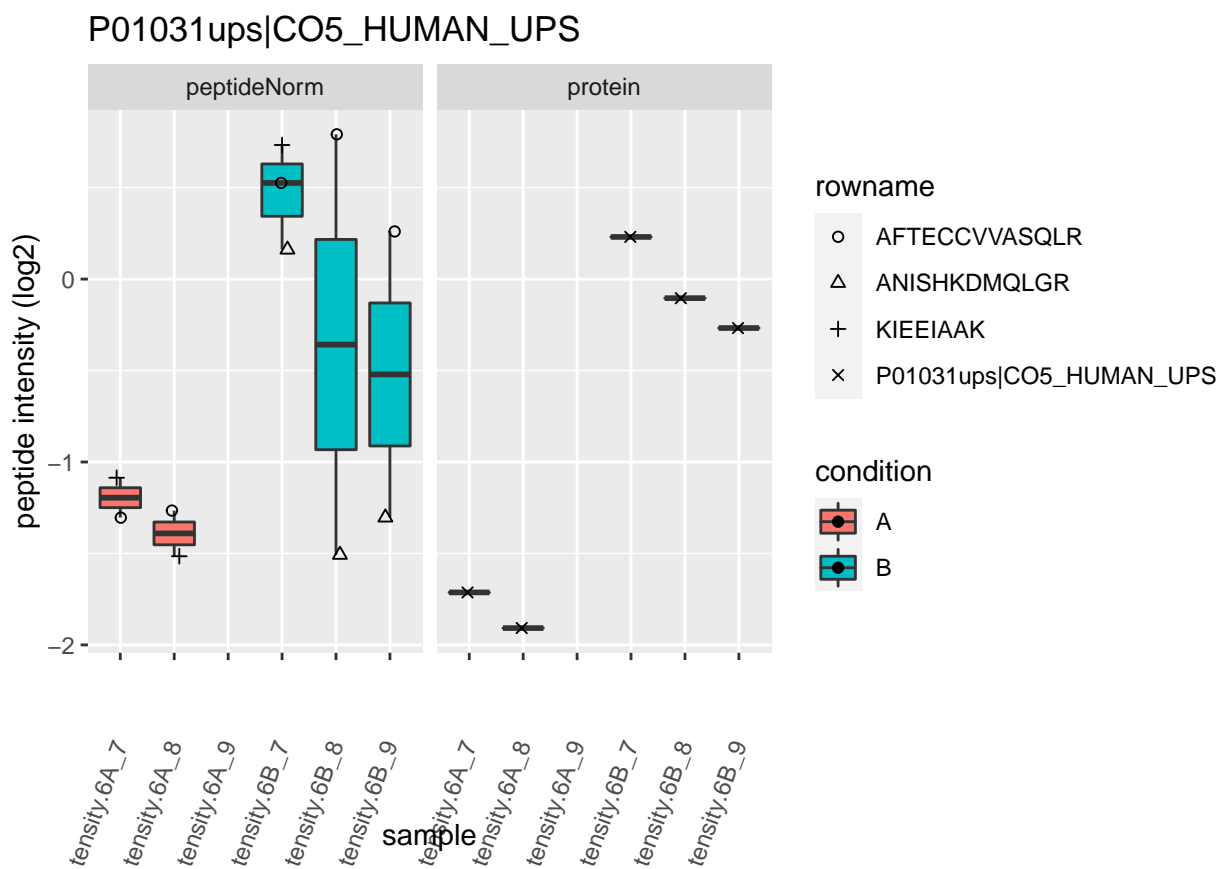 P01031ups|CO5_HUMAN_UPS
peptideNorm
protein
peptide intensity (log2)
0
−1
−2
tensity.6A_7
tensity.6A_8
tensity.6A_9
tensity.6B_7
tensity.6B_8
tensity.6B_9
tensity.6A_7
tensity.6A_8
tensity.6A_9
tensity.6B_7
tensity.6B_8
tensity.6B_9
sample
rowname
AFTECCVVASQLR
ANISHKDMQLGR
KIEEIAAK
P01031ups|CO5_HUMAN_UPS
condition
A
B